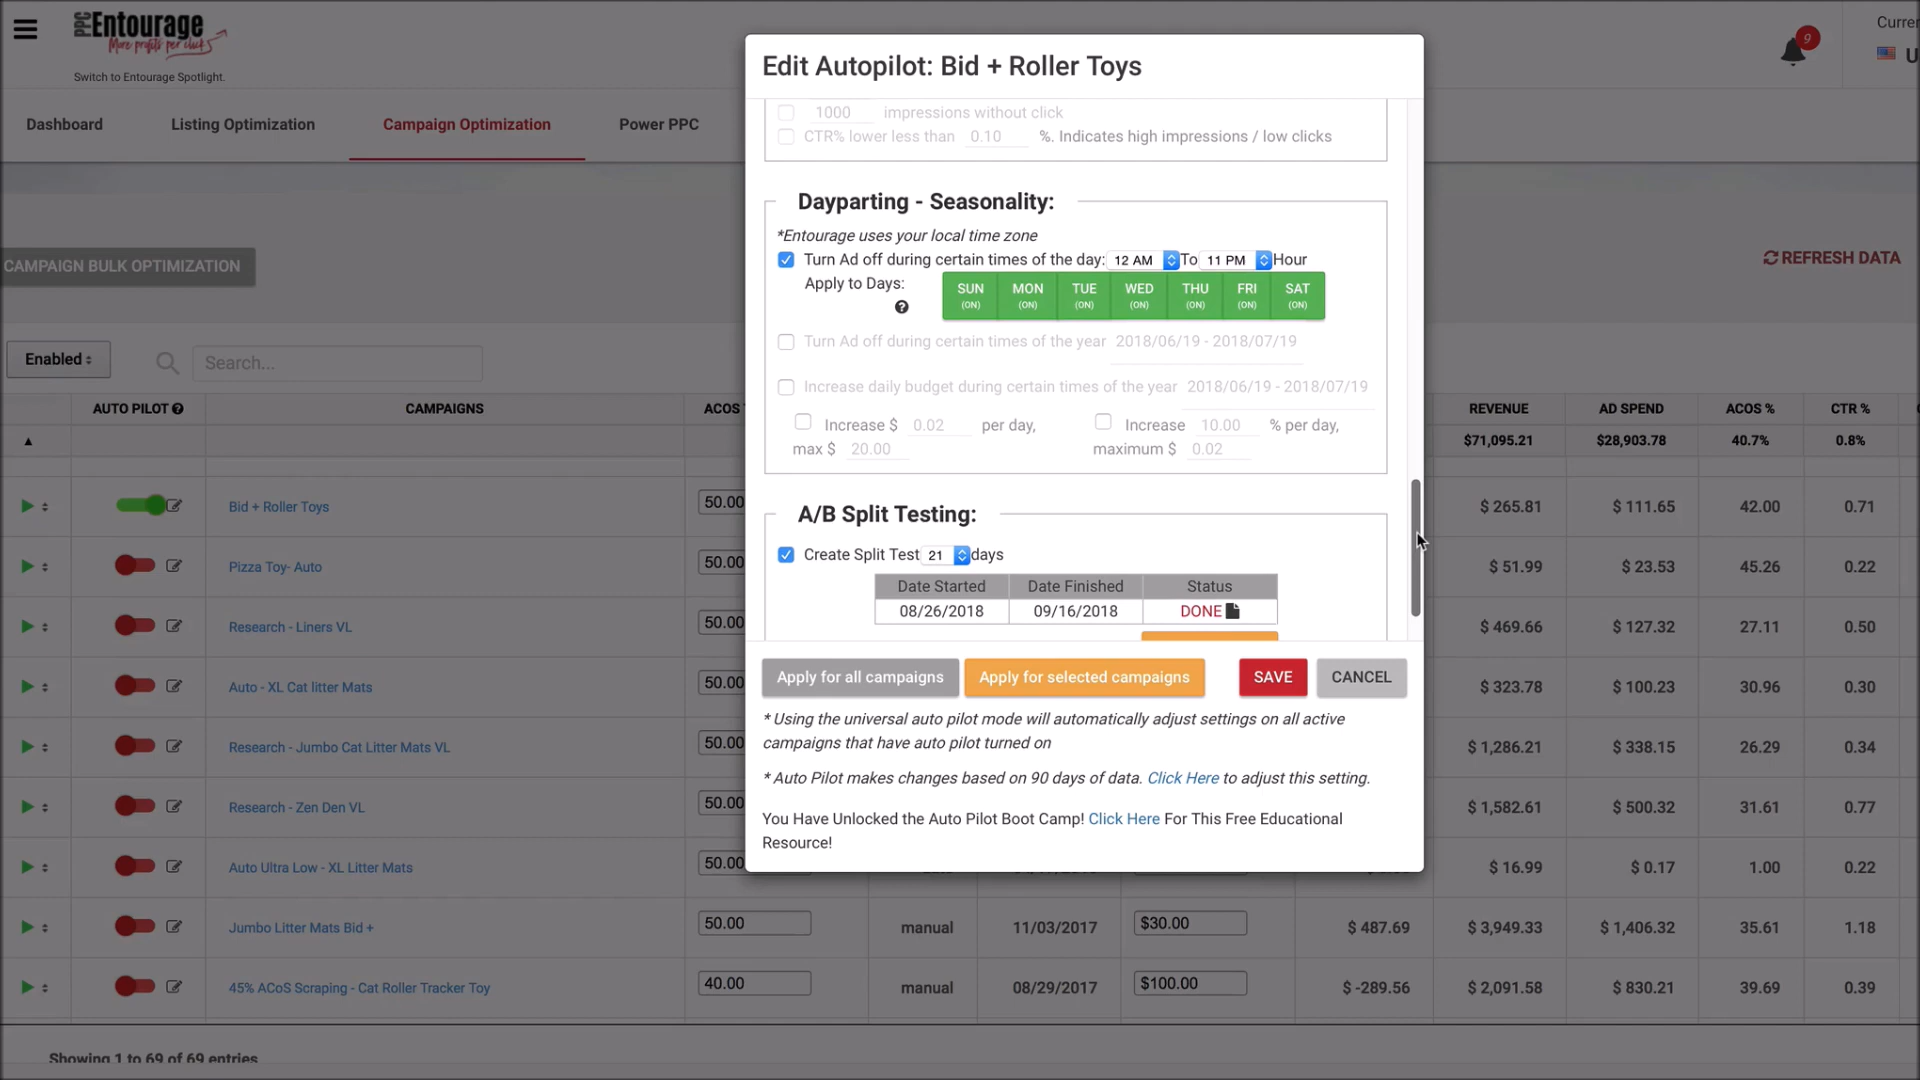 PPC Entourage
More profits per click
Switch to Entourage Spotlight.
9
Curre
U
Dashboard
Listing Optimization
Campaign Optimization
Power PPC
CAMPAIGN BULK OPTIMIZATION
REFRESH DATA
Enabled
Search...
AUTO PILOT
CAMPAIGNS
ACOS
REVENUE
AD SPEND
ACOS %
CTR %
$71,095.21
$28,903.78
40.7%
0.8%
Bid + Roller Toys
50.00
$ 265.81
$ 111.65
42.00
0.71
Pizza Toy- Auto
50.00
$ 51.99
$ 23.53
45.26
0.22
Research - Liners VL
50.00
$ 469.66
$ 127.32
27.11
0.50
Auto - XL Cat litter Mats
50.00
$ 323.78
$ 100.23
30.96
0.30
Research - Jumbo Cat Litter Mats VL
50.00
$ 1,286.21
$ 338.15
26.29
0.34
Research - Zen Den VL
50.00
$ 1,582.61
$ 500.32
31.61
0.77
Auto Ultra Low - XL Litter Mats
50.00
$ 16.99
$ 0.17
1.00
0.22
Jumbo Litter Mats Bid +
50.00
manual
11/03/2017
$30.00
$ 487.69
$ 3,949.33
$ 1,406.32
35.61
1.18
45% ACoS Scraping - Cat Roller Tracker Toy
40.00
manual
08/29/2017
$100.00
$ -289.56
$ 2,091.58
$ 830.21
39.69
0.39
Showing 1 to 69 of 69 entries
Edit Autopilot: Bid + Roller Toys
1000 impressions without click
CTR% lower less than 0.10 %. Indicates high impressions / low clicks
Dayparting - Seasonality:
*Entourage uses your local time zone
Turn Ad off during certain times of the day: 12 AM To 11 PM Hour
Apply to Days:
SUN MON TUE WED THU FRI SAT
(ON) (ON) (ON) (ON) (ON) (ON) (ON)
Turn Ad off during certain times of the year 2018/06/19 - 2018/07/19
Increase daily budget during certain times of the year 2018/06/19 - 2018/07/19
Increase $ 0.02 per day,
max $ 20.00
Increase 10.00 % per day,
maximum $ 0.02
A/B Split Testing:
Create Split Test 21 days
Date Started Date Finished Status
08/26/2018 09/16/2018 DONE
Apply for all campaigns
Apply for selected campaigns
SAVE
CANCEL
* Using the universal auto pilot mode will automatically adjust settings on all active
campaigns that have auto pilot turned on
* Auto Pilot makes changes based on 90 days of data. Click Here to adjust this setting.
You Have Unlocked the Auto Pilot Boot Camp! Click Here For This Free Educational
Resource!